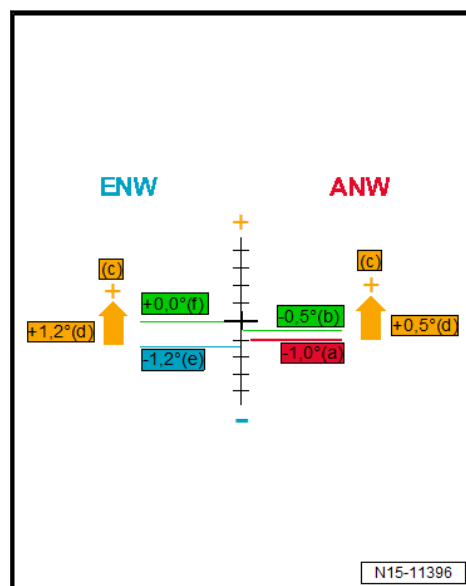 ENW ANW
+
(c) (c)
+ +
+0,0°(f) -0,5°(b)
+1,2°(d) +0,5°(d)
-1,2°(e) -1,0°(a)
-
N15-11396